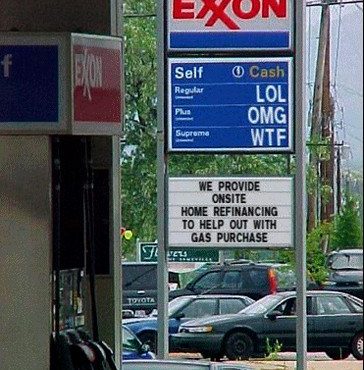 EXXON
Self Cash
Regular LOL
Plus OMG
Supreme WTF
WE PROVIDE
ONSITE
HOME REFINANCING
TO HELP OUT WITH
GAS PURCHASE
f
EXXON
TOYOTA